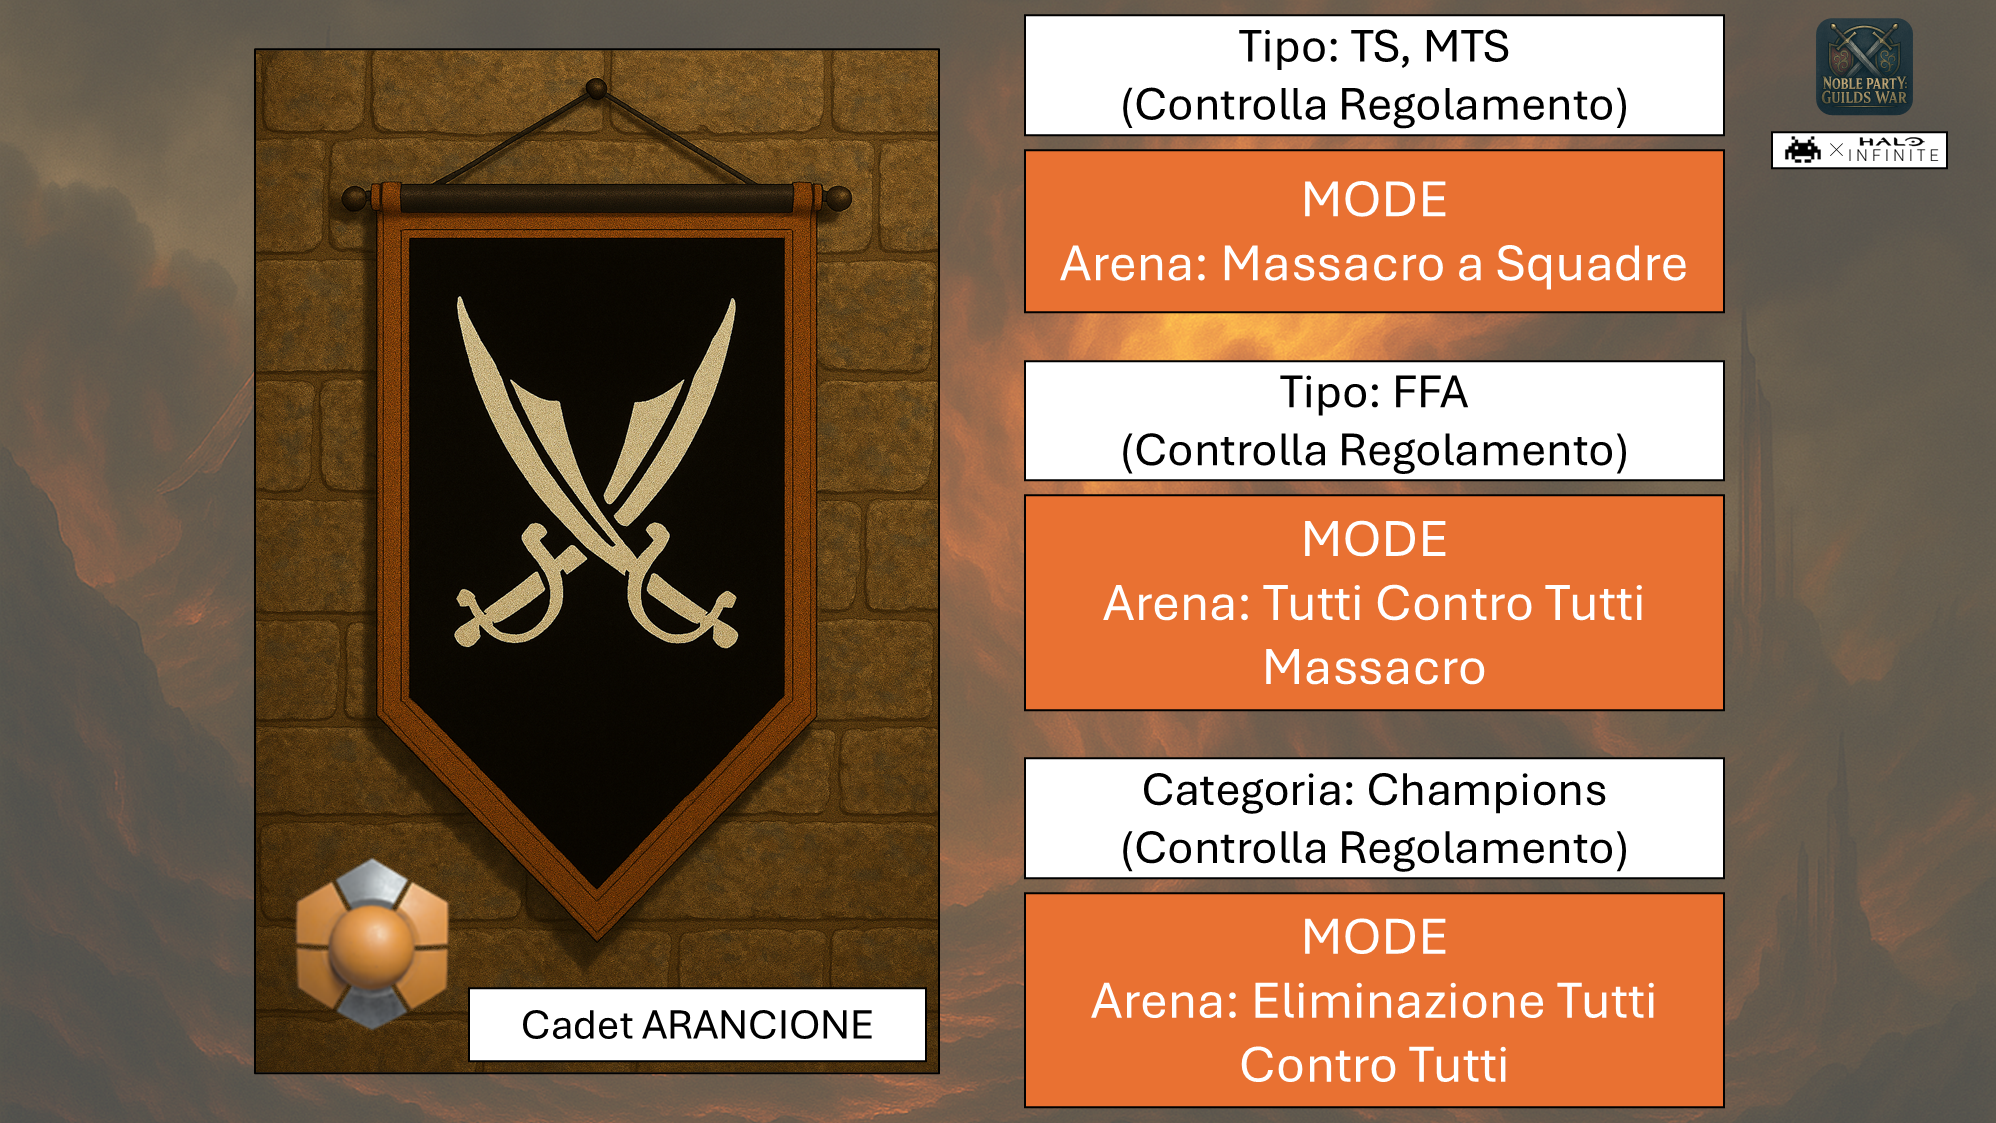 Tipo: TS, MTS
(Controlla Regolamento)
MODE
Arena: Massacro a Squadre
Tipo: FFA
(Controlla Regolamento)
MODE
Arena: Tutti Contro Tutti
Massacro
Categoria: Champions
(Controlla Regolamento)
MODE
Arena: Eliminazione Tutti
Contro Tutti
Cadet ARANCIONE
NOBLE PARTY:
GUILDS WAR
× HALO
INFINITE